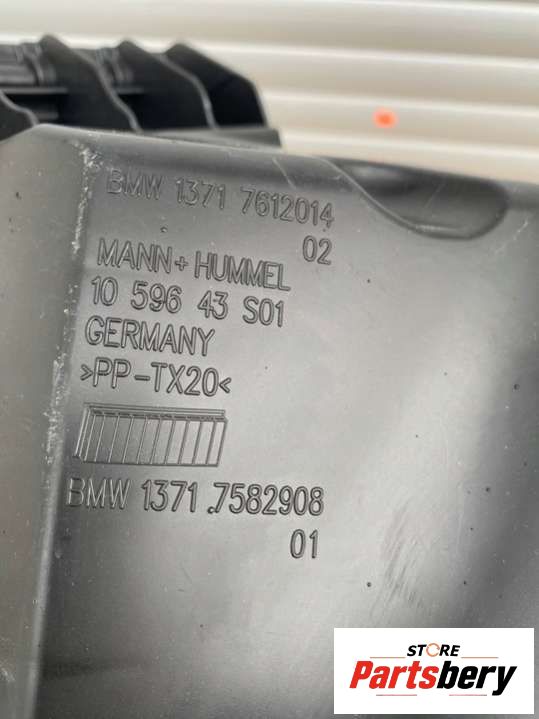 BMW 1371 7612014
02
MANN+HUMMEL
10 596 43 S01
GERMANY
>PP-TX20<
BMW 1371 7582908
01
STORE
Partsbery